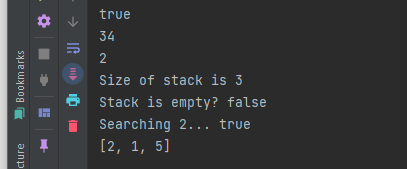 true
34
2
Size of stack is 3
Stack is empty? false
Searching 2... true
[2, 1, 5]
Bookmarks
cture